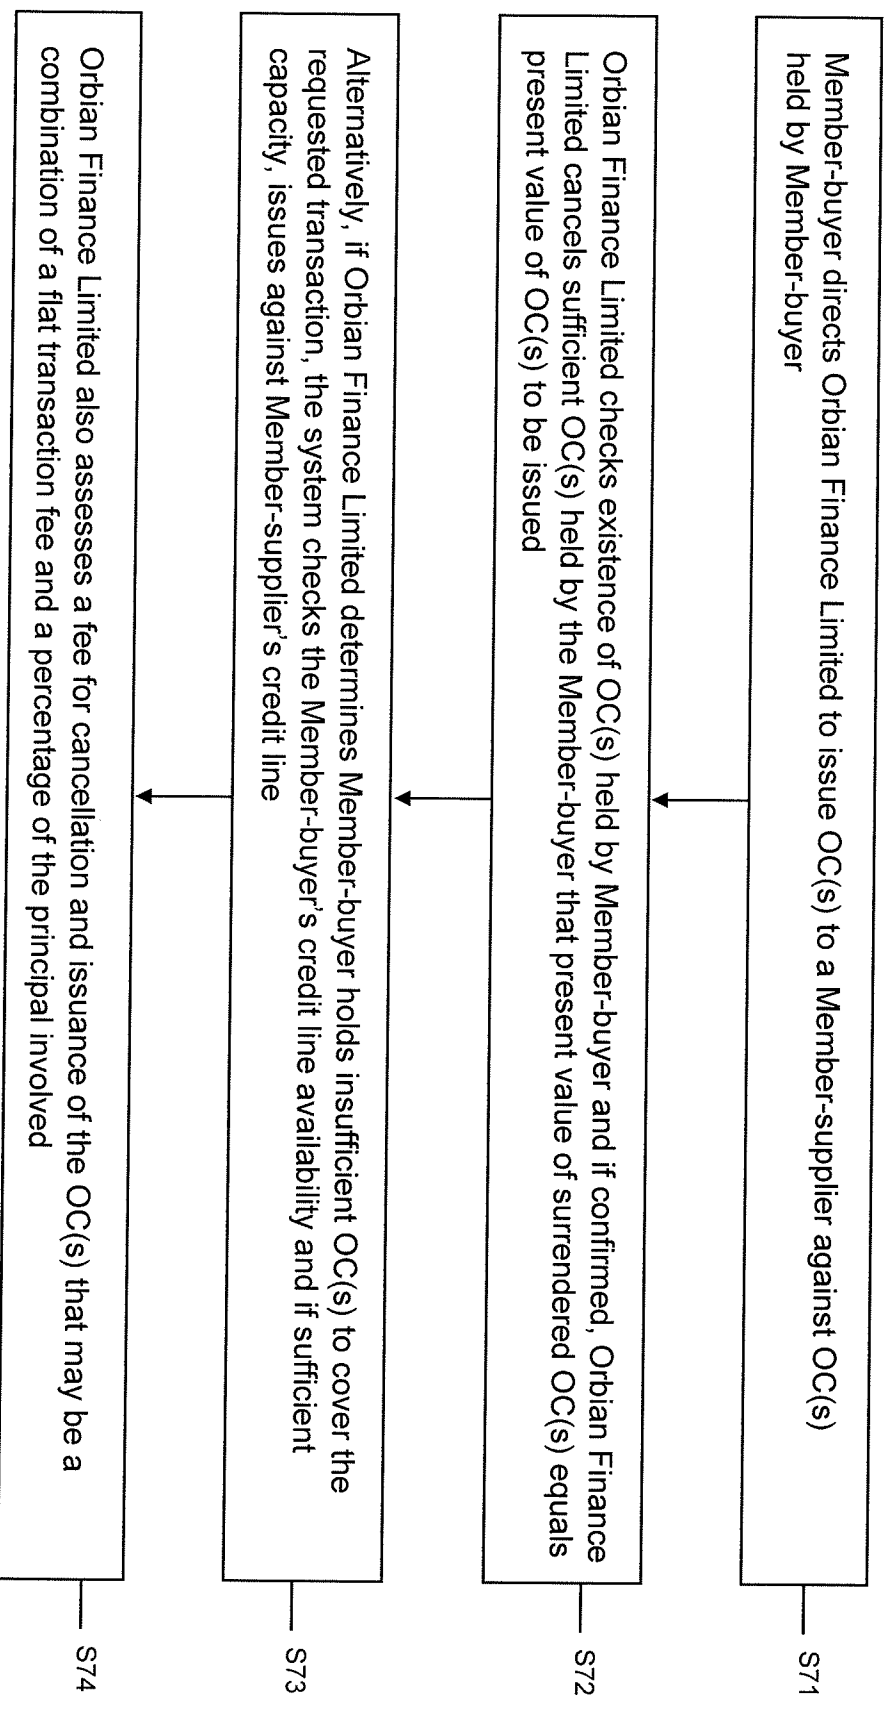 Member-buyer directs Orbian Finance Limited to issue OC(s) to a Member-supplier against OC(s)
held by Member-buyer
S71
Orbian Finance Limited checks existence of OC(s) held by Member-buyer and if confirmed, Orbian Finance
Limited cancels sufficient OC(s) held by the Member-buyer that present value of surrendered OC(s) equals
present value of OC(s) to be issued
S72
Alternatively, if Orbian Finance Limited determines Member-buyer holds insufficient OC(s) to cover the
requested transaction, the system checks the Member-buyer's credit line availability and if sufficient
capacity, issues against Member-supplier's credit line
S73
Orbian Finance Limited also assesses a fee for cancellation and issuance of the OC(s) that may be a
combination of a flat transaction fee and a percentage of the principal involved
S74